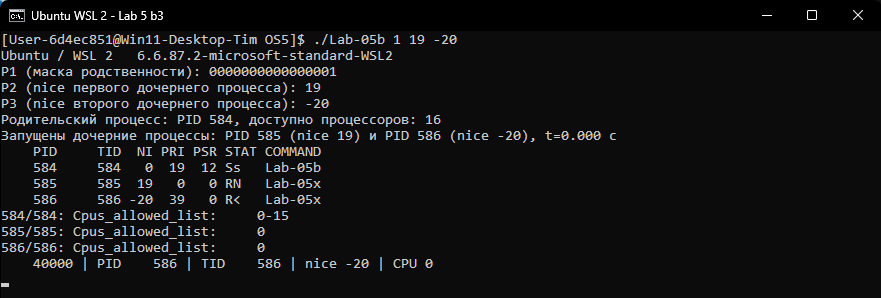 Ubuntu WSL 2 - Lab 5 b3
[User-6d4ec851@Win11-Desktop-Tim OS5]$ ./Lab-05b 1 19 -20
Ubuntu / WSL 2   6.6.87.2-microsoft-standard-WSL2
P1 (маска родственности): 0000000000000001
P2 (nice первого дочернего процесса): 19
P3 (nice второго дочернего процесса): -20
Родительский процесс: PID 584, доступно процессоров: 16
Запущены дочерние процессы: PID 585 (nice 19) и PID 586 (nice -20), t=0.000 с
    PID     TID  NI PRI PSR STAT COMMAND
    584     584   0  19  12 Ss   Lab-05b
    585     585  19   0   0 RN   Lab-05x
    586     586 -20  39   0 R<   Lab-05x
584/584: Cpus_allowed_list:     0-15
585/585: Cpus_allowed_list:     0
586/586: Cpus_allowed_list:     0
    40000 | PID    586 | TID    586 | nice -20 | CPU 0